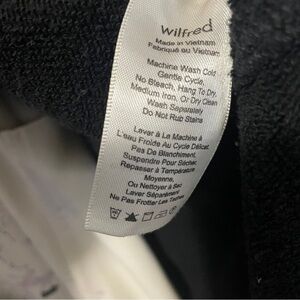 Wilfred
Made in Vietnam
Fabriqué au Vietnam
Machine Wash Cold
Gentle Cycle,
No Bleach, Hang To Dry,
Medium Iron, Or Dry Clean
Wash Separately
Do Not Rub Stains
Laver à La Machine à
L'eau Froide Au Cycle Délicat,
Pas De Blanchiment,
Suspendre Pour Sécher,
Repasser à Température
Moyenne,
Ou Nettoyer à Sec
Laver Séparément
Ne Pas Frotter Les Taches